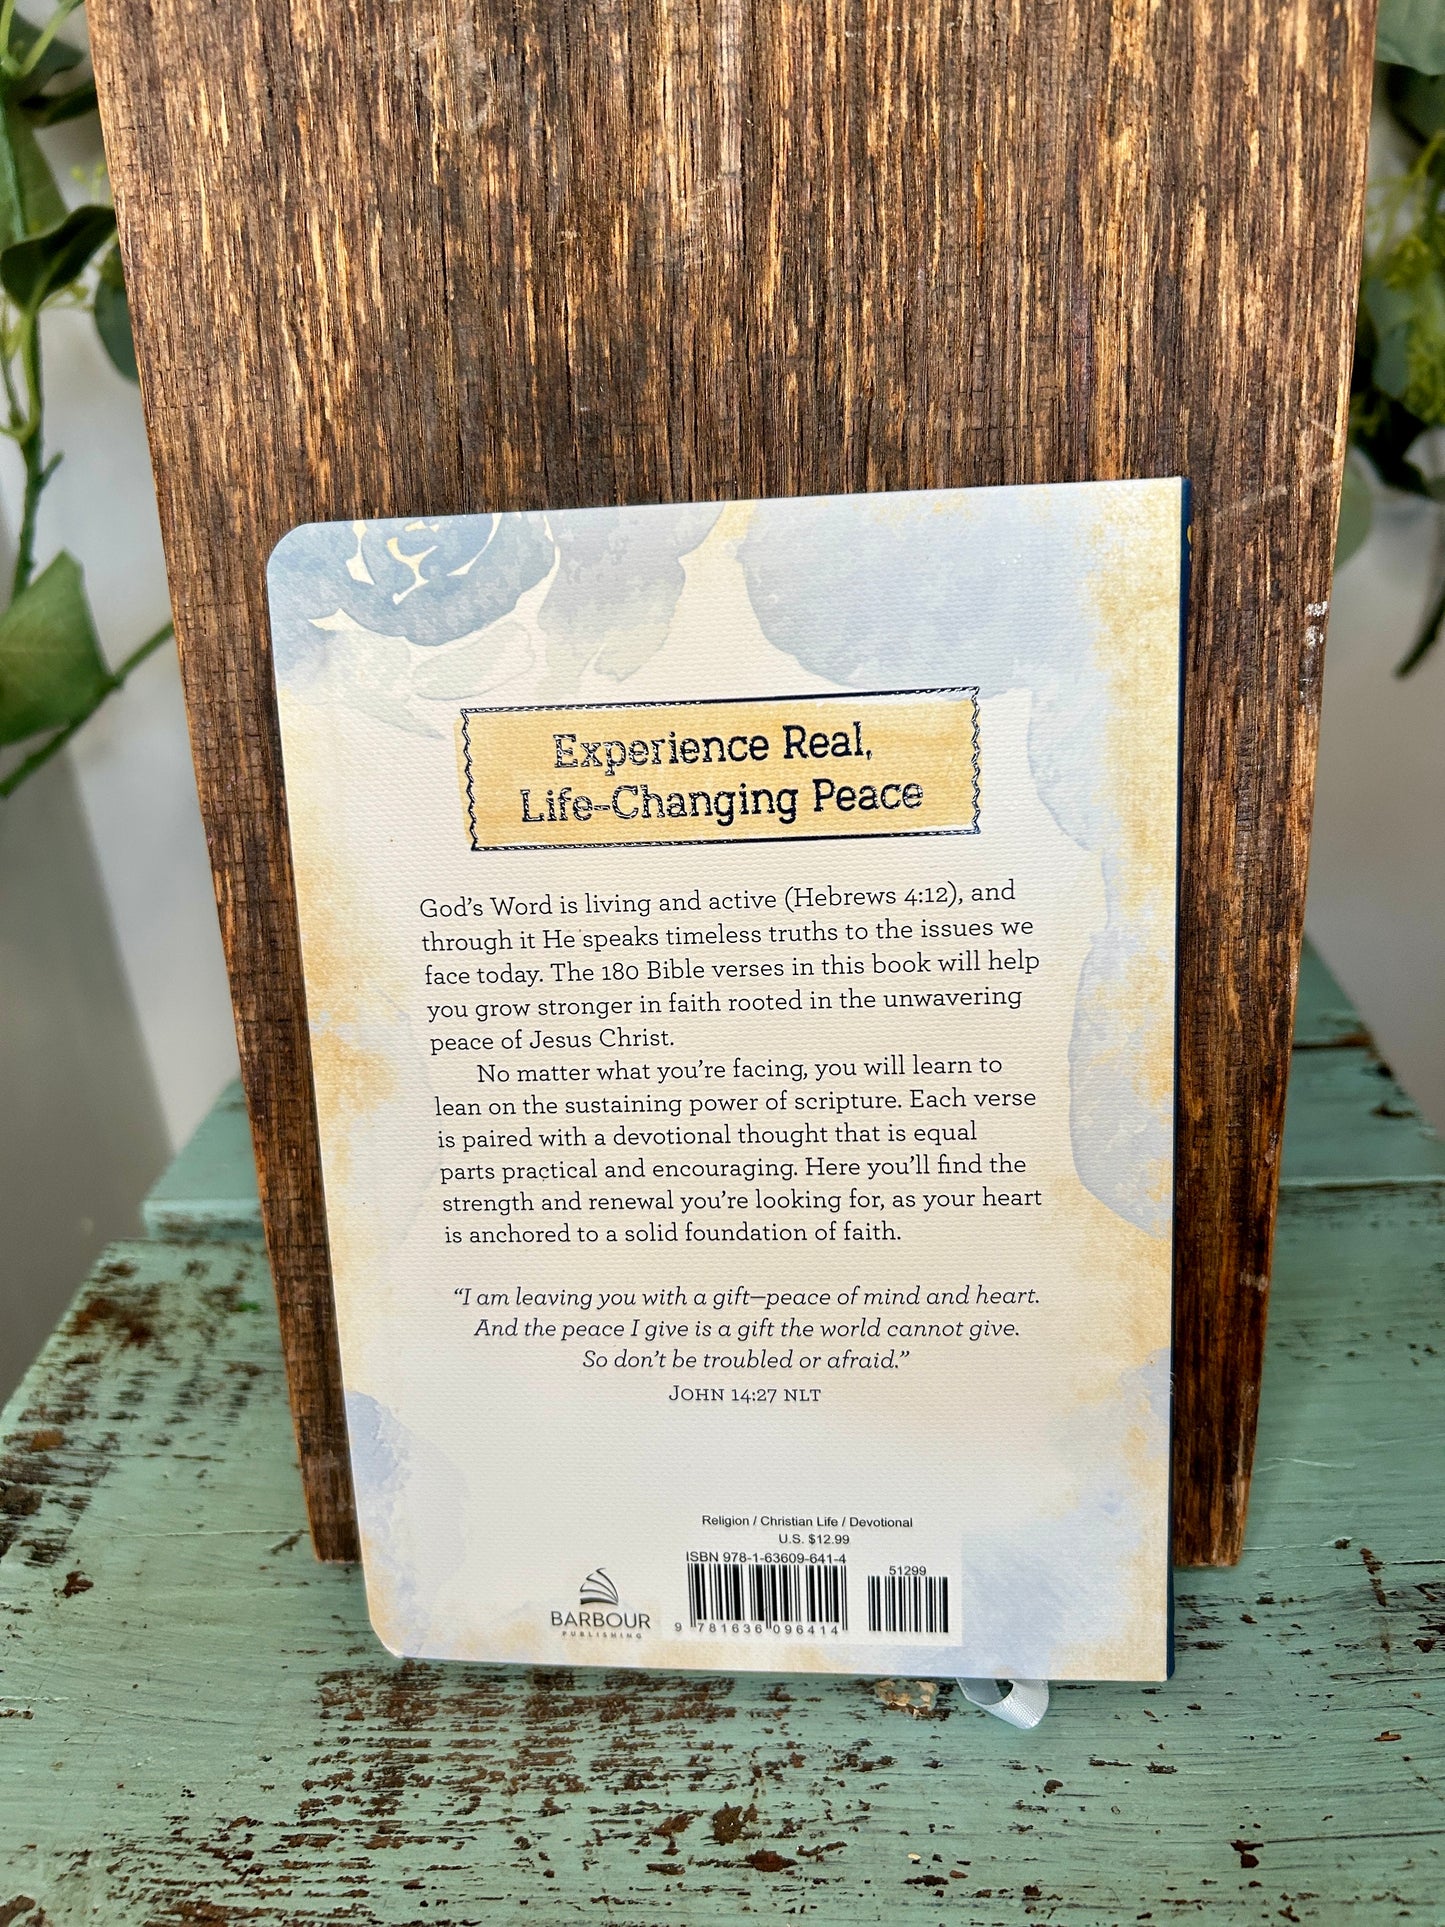 Experience Real,
Life-Changing Peace
God's Word is living and active (Hebrews 4:12), and
through it He speaks timeless truths to the issues we
face today. The 180 Bible verses in this book will help
you grow stronger in faith rooted in the unwavering
peace of Jesus Christ.
No matter what you're facing, you will learn to
lean on the sustaining power of scripture. Each verse
is paired with a devotional thought that is equal
parts practical and encouraging. Here you'll find the
strength and renewal you're looking for, as your heart
is anchored to a solid foundation of faith.
“I am leaving you with a gift—peace of mind and heart.
And the peace I give is a gift the world cannot give.
So don't be troubled or afraid.”
JOHN 14:27 NLT
Religion / Christian Life / Devotional
U.S. $12.99
ISBN 978-1-63609-641-4
51299
9 781636 096414
BARBOUR
PUBLISHING